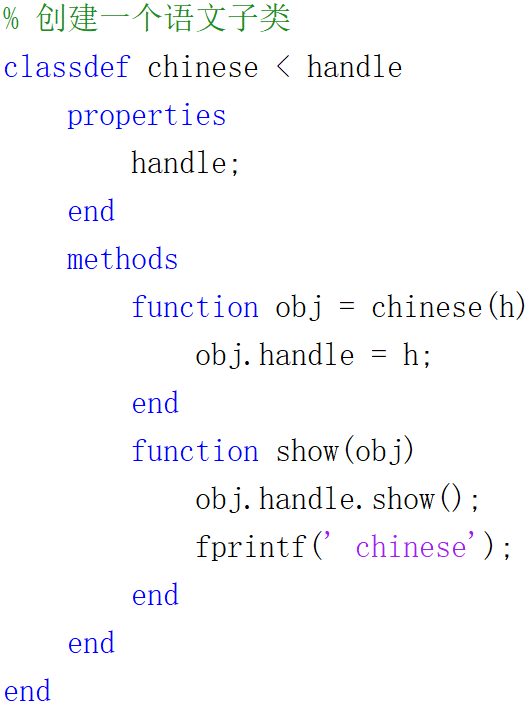 % 创建一个语文子类
classdef chinese < handle
    properties
        handle;
    end
    methods
        function obj = chinese(h)
            obj.handle = h;
        end
        function show(obj)
            obj.handle.show();
            fprintf(' chinese');
        end
    end
end